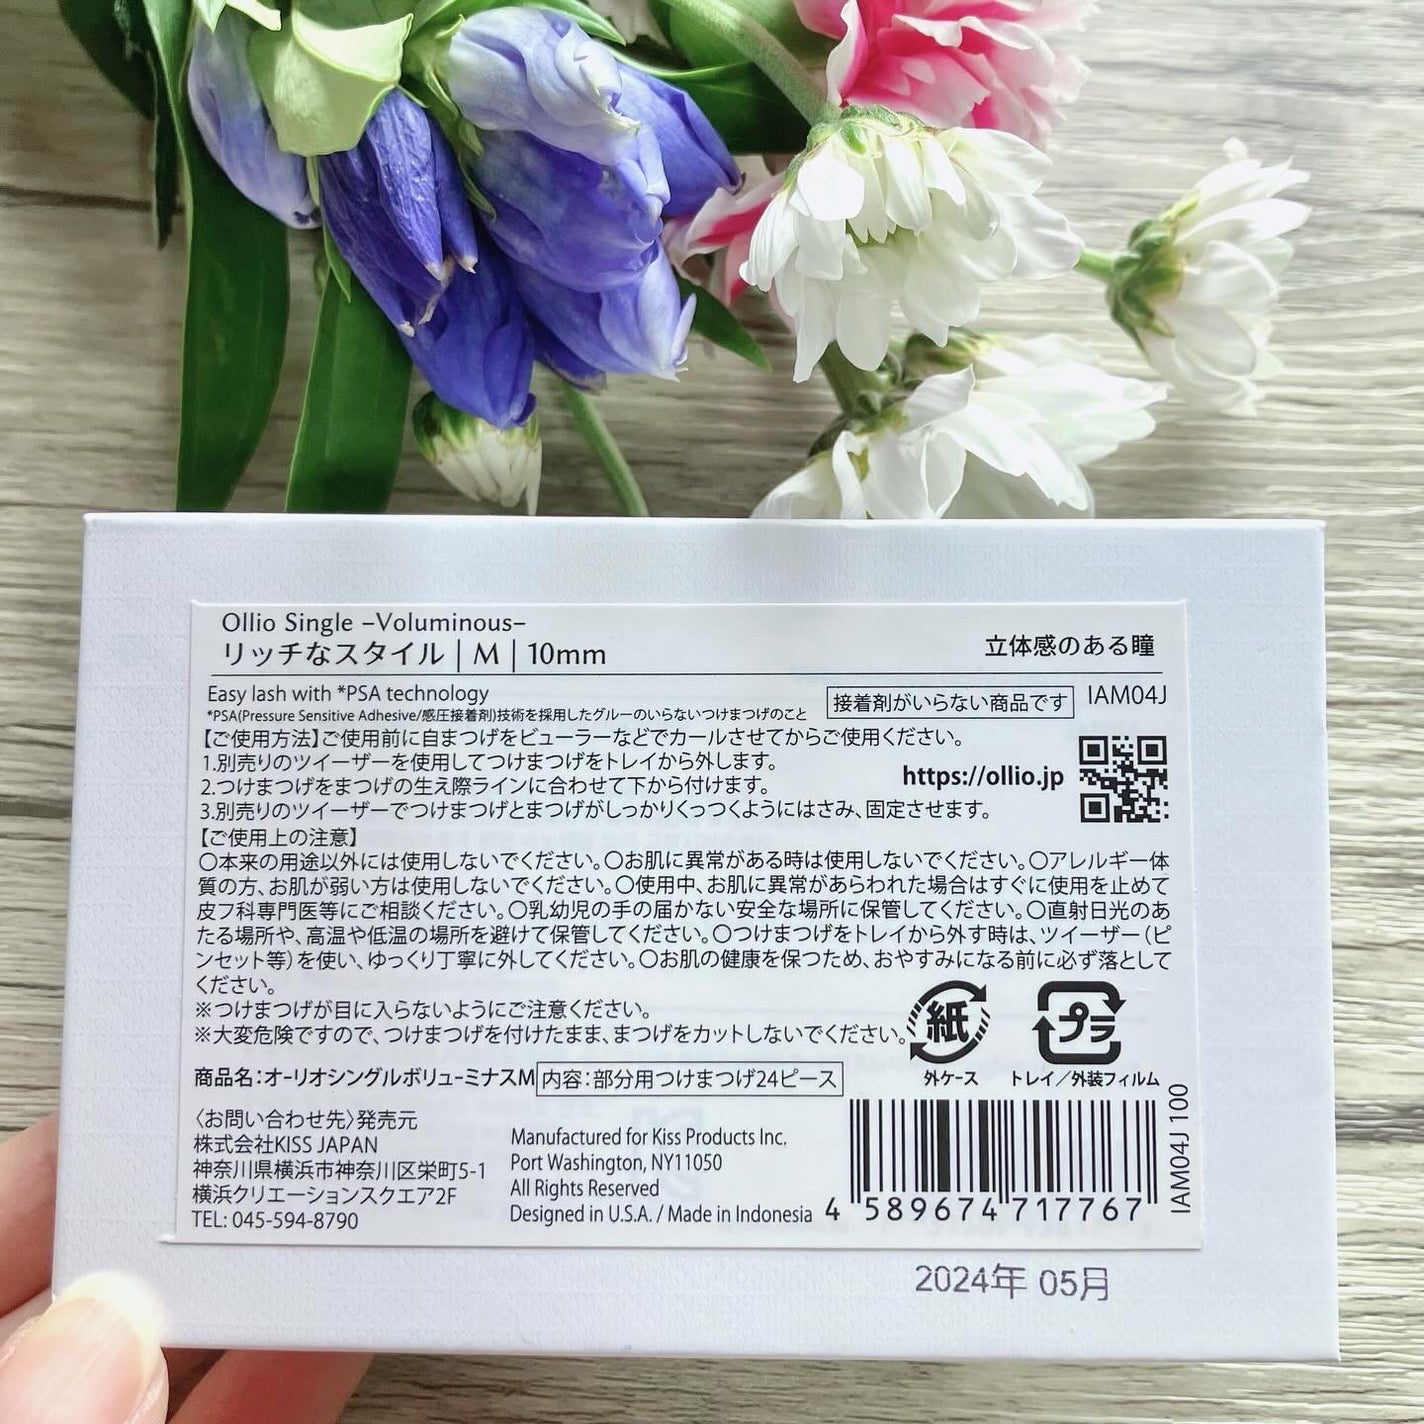 Ollio Single –Voluminous–
リッチなスタイル | M | 10mm
立体感のある瞳
Easy lash with *PSA technology
*PSA(Pressure Sensitive Adhesive/感圧接着剤)技術を採用したグルーのいらないつけまつげのこと
接着剤がいらない商品です
IAM04J
【ご使用方法】ご使用前に自まつげをビューラーなどでカールさせてからご使用ください。
1.別売りのツイーザーを使用してつけまつげをトレイから外します。
2.つけまつげをまつげの生え際ラインに合わせて下から付けます。
3.別売りのツイーザーでつけまつげとまつげがしっかりくっつくようにはさみ、固定させます。
https://ollio.jp
【ご使用上の注意】
〇本来の用途以外には使用しないでください。〇お肌に異常がある時は使用しないでください。〇アレルギー体
質の方、お肌が弱い方は使用しないでください。〇使用中、お肌に異常があらわれた場合はすぐに使用を止めて
皮フ科専門医等にご相談ください。〇乳幼児の手の届かない安全な場所に保管してください。〇直射日光のあ
たる場所や、高温や低温の場所を避けて保管してください。〇つけまつげをトレイから外す時は、ツイーザー（ピ
ンセット等）を使い、ゆっくり丁寧に外してください。〇お肌の健康を保つため、おやすみになる前に必ず落として
ください。
※つけまつげが目に入らないようにご注意ください。
※大変危険ですので、つけまつげを付けたまま、まつげをカットしないでください。
紙
プラ
外ケース
トレイ／外装フィルム
商品名：オーリオシングルボリューミナスM
内容：部分用つけまつげ24ピース
〈お問い合わせ先〉発売元
株式会社KISS JAPAN
神奈川県横浜市神奈川区栄町5-1
横浜クリエーションスクエア2F
TEL: 045-594-8790
Manufactured for Kiss Products Inc.
Port Washington, NY11050
All Rights Reserved
Designed in U.S.A. / Made in Indonesia
4 589674 717767
IAM04J 100
2024年 05月